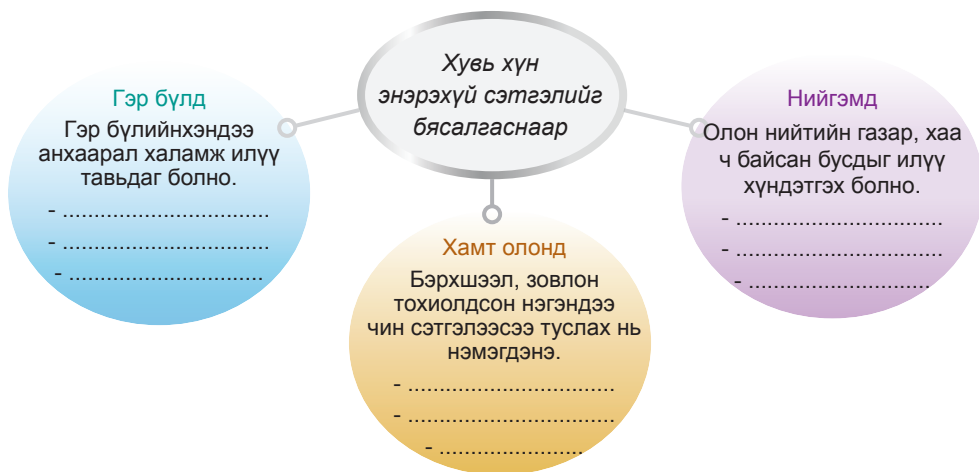 Хувь хүн
энэрэхүй сэтгэлийг
бясалгаснаар
Гэр бүлд
Гэр бүлийнхэндээ
анхаарал халамж илүү
тавьдаг болно.
- ................................
- ................................
- ..............................
Хамт олонд
Бэрхшээл, зовлон
тохиолдсон нэгэндээ
чин сэтгэлээсээ туслах нь
нэмэгдэнэ.
- ................................
- ................................
- ......................
Нийгэмд
Олон нийтийн газар, хаа
ч байсан бусдыг илүү
хүндэтгэх болно.
- ............................
- ............................
- ............................